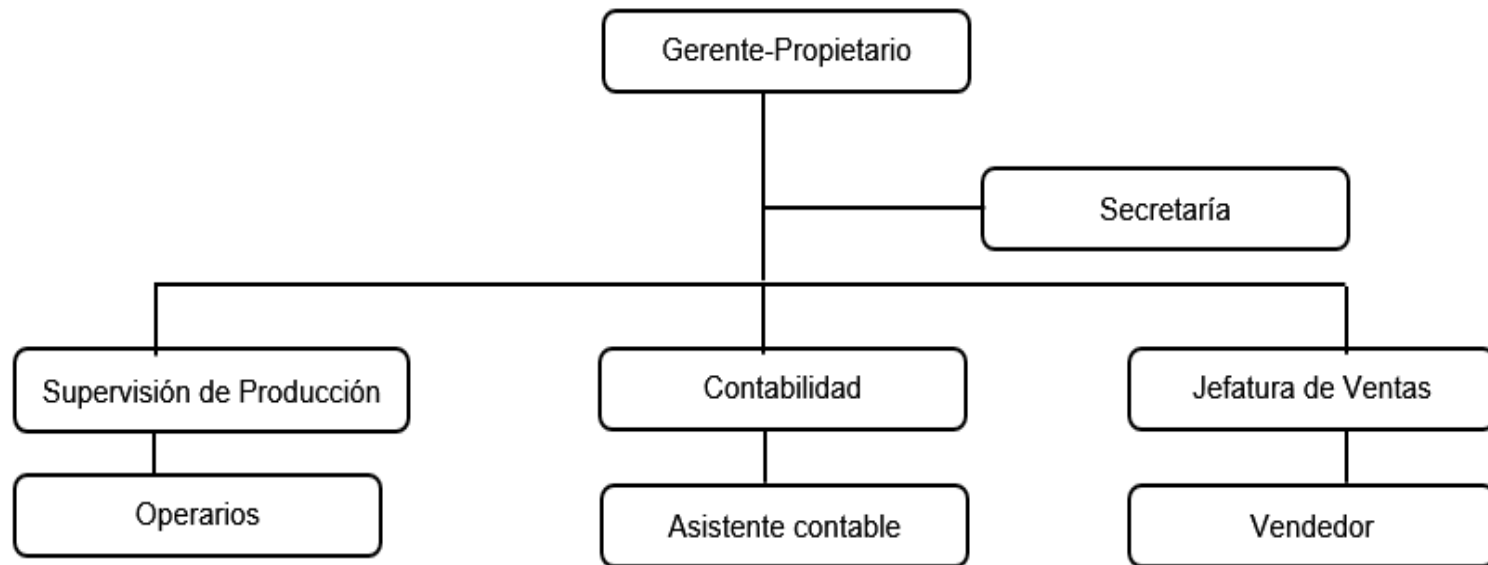 Gerente-Propietario
Secretaría
Supervisión de Producción
Contabilidad
Jefatura de Ventas
Operarios
Asistente contable
Vendedor